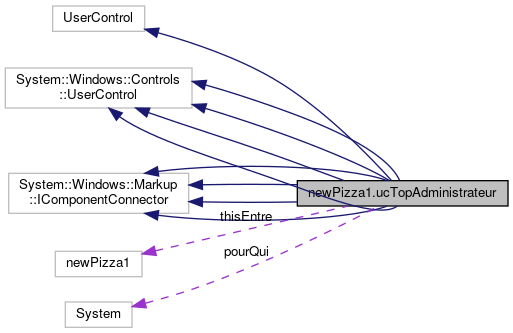 UserControl
System::Windows::Controls
::UserControl
System::Windows::Markup
::IComponentConnector
newPizza1.ucTopAdministrateur
thisEntre
newPizza1
pourQui
System